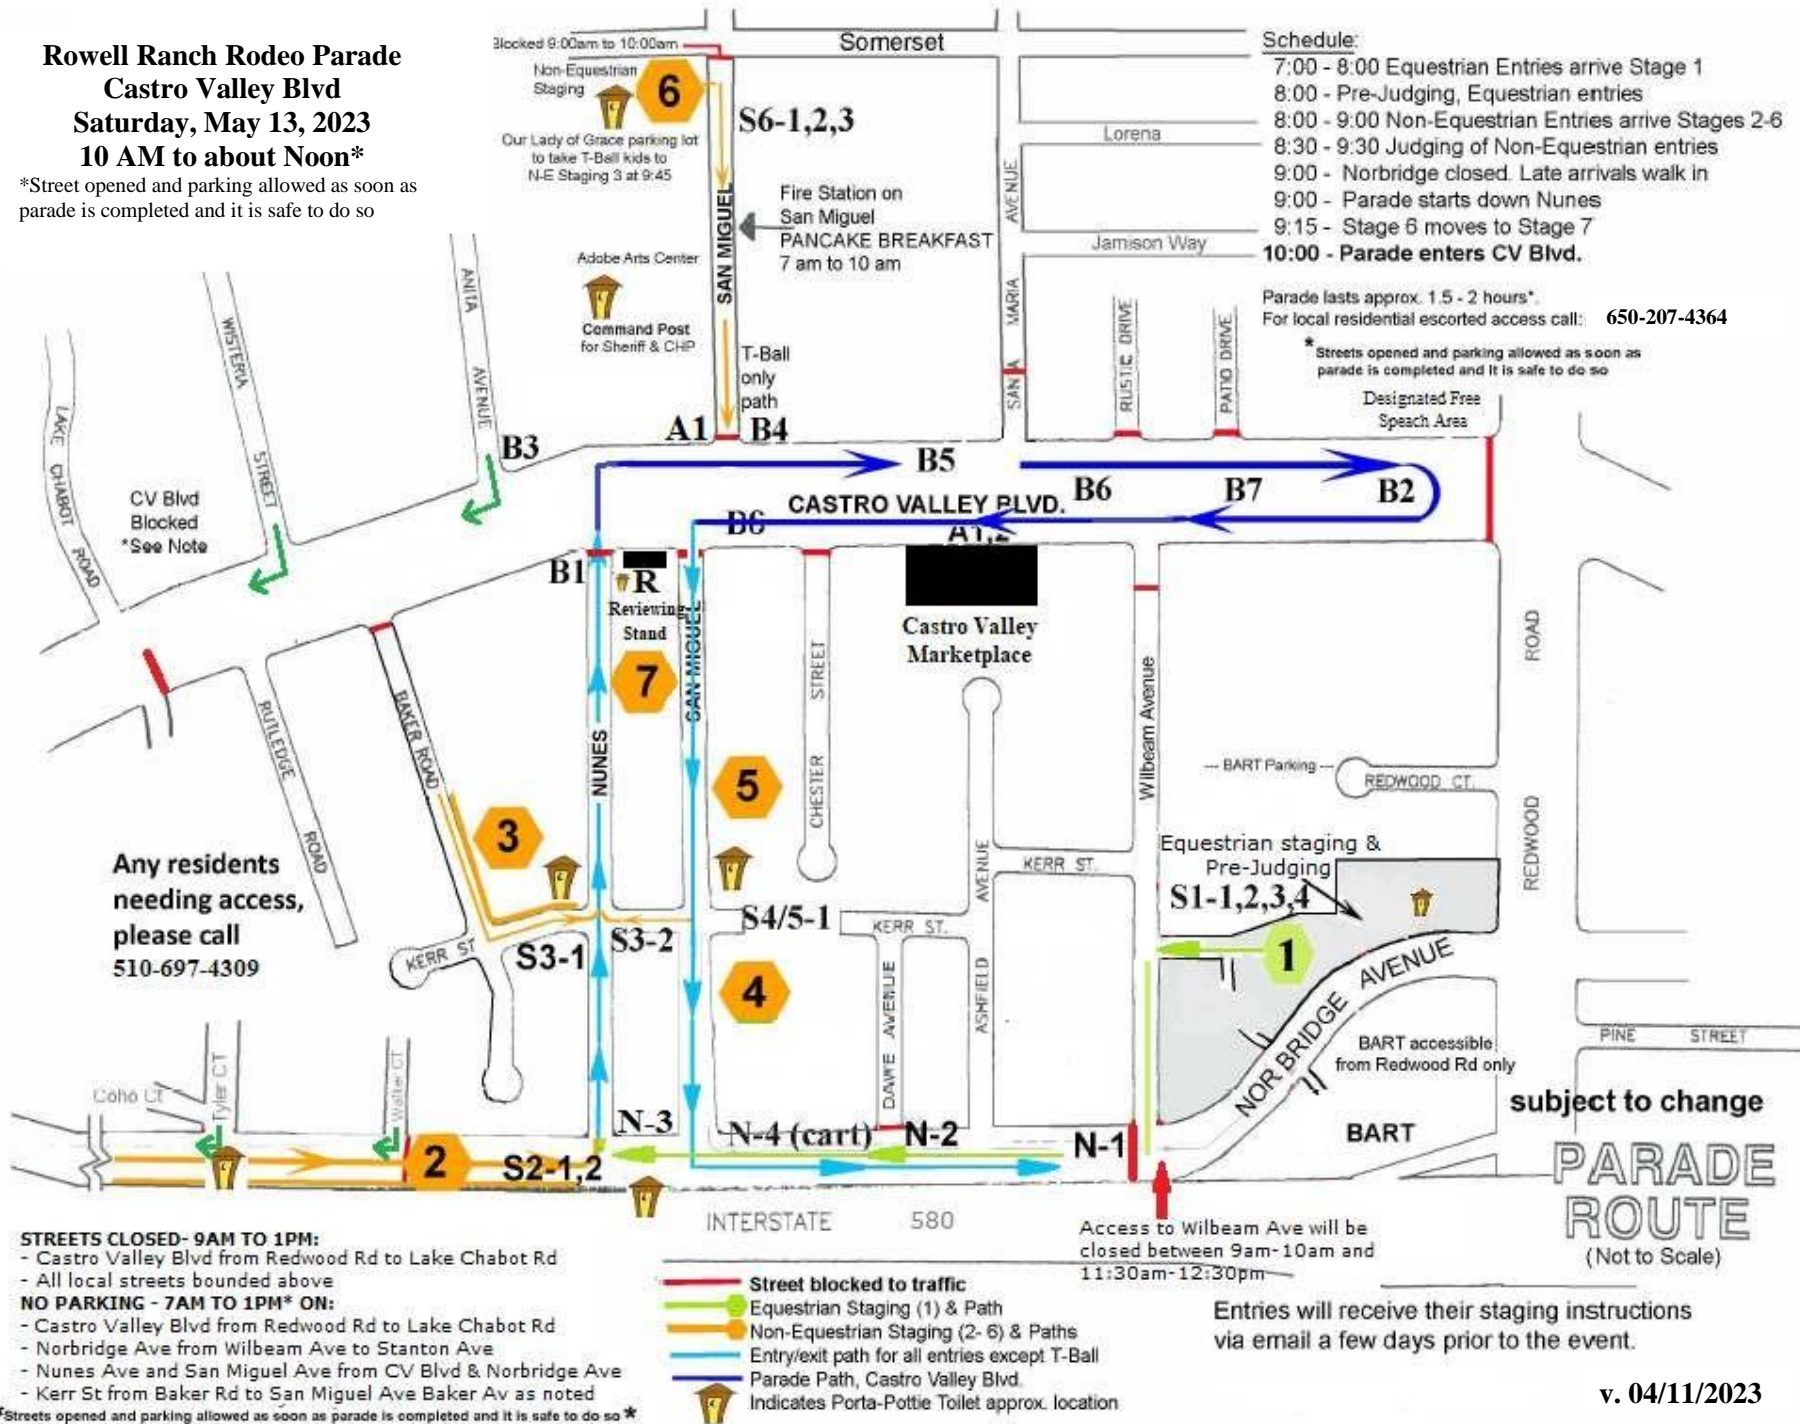 Rowell Ranch Rodeo Parade
Castro Valley Blvd
Saturday, May 13, 2023
10 AM to about Noon*
*Street opened and parking allowed as soon as
parade is completed and it is safe to do so
Blocked 9:00am to 10:00am
Somerset
Non-Equestrian
Staging
6
S6-1,2,3
Our Lady of Grace parking lot
to take T-Ball kids to
N-E Staging 3 at 9:45
Schedule:
7:00 - 8:00 Equestrian Entries arrive Stage 1
8:00 - Pre-Judging, Equestrian entries
8:00 - 9:00 Non-Equestrian Entries arrive Stages 2-6
8:30 - 9:30 Judging of Non-Equestrian entries
9:00 - Norbridge closed. Late arrivals walk in
9:00 - Parade starts down Nunes
9:15 - Stage 6 moves to Stage 7
10:00 - Parade enters CV Blvd.
Parade lasts approx. 1.5 - 2 hours*.
For local residential escorted access call: 650-207-4364
*Streets opened and parking allowed as soon as
parade is completed and it is safe to do so
Designated Free
Speach Area
Lorena
Jamison Way
SAN MIGUEL
Fire Station on
San Miguel
PANCAKE BREAKFAST
7 am to 10 am
Adobe Arts Center
Command Post
for Sheriff & CHP
T-Ball
only
path
SANTA MARIA AVENUE
RUSTIC DRIVE
PATIO DRIVE
LAKE CHABOT ROAD
WISTERIA STREET
ANITA AVENUE
CV Blvd
Blocked
*See Note
B3
A1
B4
B5
B6
B7
B2
CASTRO VALLEY BLVD.
B6
A1,2
B1
R
Reviewing
Stand
Castro Valley
Marketplace
7
SAN MIGUEL
NUNES
BAKER ROAD
RUTLEDGE ROAD
CHESTER STREET
Wilbeam Avenue
REDWOOD ROAD
--- BART Parking ---
REDWOOD CT.
3
5
Any residents
needing access,
please call
510-697-4309
KERR ST
S3-1
S3-2
S4/5-1
KERR ST.
KERR ST.
ASHFIELD AVENUE
DAWE AVENUE
4
Equestrian staging &
Pre-Judging
S1-1,2,3,4
1
NORBRIDGE AVENUE
BART accessible
from Redwood Rd only
PINE STREET
BART
Coho Ct
Tyler CT
Walter CT
2
S2-1,2
N-3
N-4 (cart)
N-2
N-1
INTERSTATE 580
subject to change
PARADE
ROUTE
(Not to Scale)
Access to Wilbeam Ave will be
closed between 9am-10am and
11:30am-12:30pm
STREETS CLOSED- 9AM TO 1PM:
- Castro Valley Blvd from Redwood Rd to Lake Chabot Rd
- All local streets bounded above
NO PARKING - 7AM TO 1PM* ON:
- Castro Valley Blvd from Redwood Rd to Lake Chabot Rd
- Norbridge Ave from Wilbeam Ave to Stanton Ave
- Nunes Ave and San Miguel Ave from CV Blvd & Norbridge Ave
- Kerr St from Baker Rd to San Miguel Ave Baker Av as noted
*Streets opened and parking allowed as soon as parade is completed and it is safe to do so *
Street blocked to traffic
Equestrian Staging (1) & Path
Non-Equestrian Staging (2- 6) & Paths
Entry/exit path for all entries except T-Ball
Parade Path, Castro Valley Blvd.
Indicates Porta-Pottie Toilet approx. location
Entries will receive their staging instructions
via email a few days prior to the event.
v. 04/11/2023